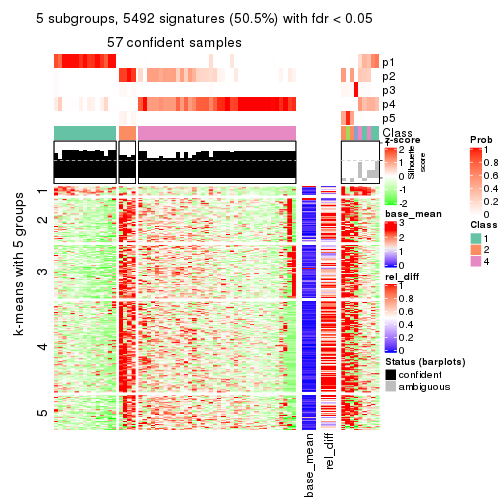 5 subgroups, 5492 signatures (50.5%) with fdr < 0.05
57 confident samples
p1
p2
p3
p4
p5
Class
z-score
2
1
0
-1
-2
Silhouette
score
Prob
1
0.8
0.6
0.4
0.2
0
Class
1
2
4
base_mean
3
2
1
0
rel_diff
1
0.8
0.6
0.4
0.2
0
Status (barplots)
confident
ambiguous
k-means with 5 groups
1
2
3
4
5
base_mean
rel_diff